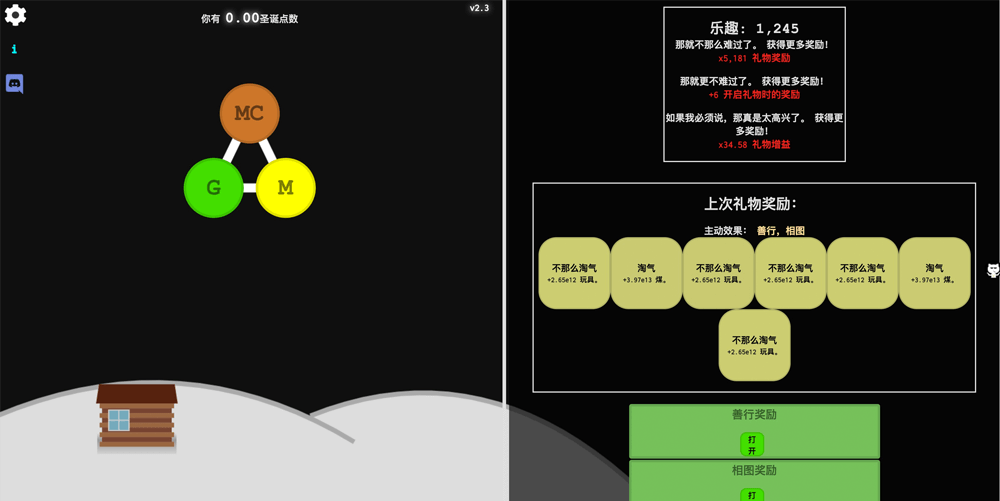 v2.3
你有 0.00圣诞点数
i
MC
G
M
乐趣: 1,245
那就不那么难过了。 获得更多奖励!
x5,181 礼物奖励
那就更不难过了。 获得更多奖励!
+6 开启礼物时的奖励
如果我必须说, 那真是太高兴了。 获得更
多奖励!
x34.58 礼物增益
上次礼物奖励:
主动效果: 善行, 相图
不那么淘气
+2.65e12 玩具。
淘气
+3.97e13 煤。
不那么淘气
+2.65e12 玩具。
不那么淘气
+2.65e12 玩具。
不那么淘气
+2.65e12 玩具。
淘气
+3.97e13 煤。
不那么淘气
+2.65e12 玩具。
善行奖励
打
开
相图奖励
打